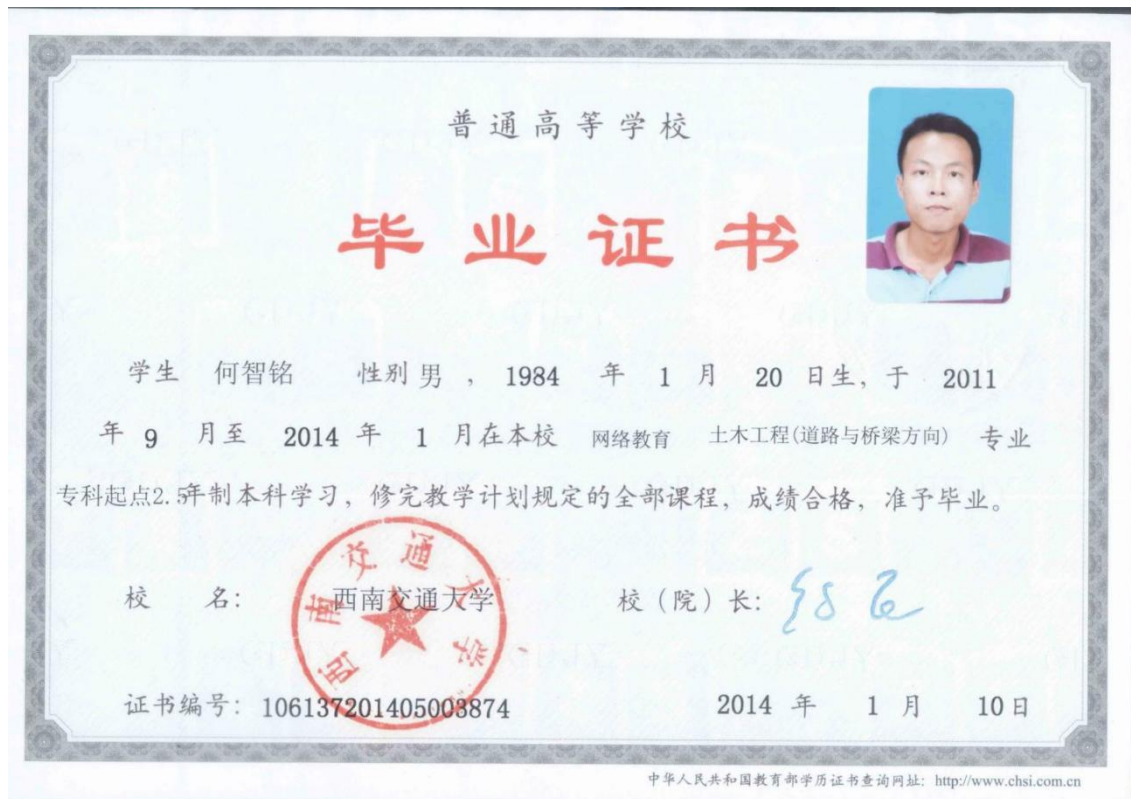 普通高等学校
毕业证书
学生 何智铭 性别 男 , 1984 年 1 月 20 日生, 于 2011
年 9 月至 2014 年 1 月在本校 网络教育 土木工程(道路与桥梁方向) 专业
专科起点2.5年制本科学习, 修完教学计划规定的全部课程, 成绩合格, 准予毕业。
西南交通大学
校 名: 西南交通大学 校(院)长:
证书编号: 106137201405003874 2014 年 1 月 10日
中华人民共和国教育部学历证书查询网址: http://www.chsi.com.cn